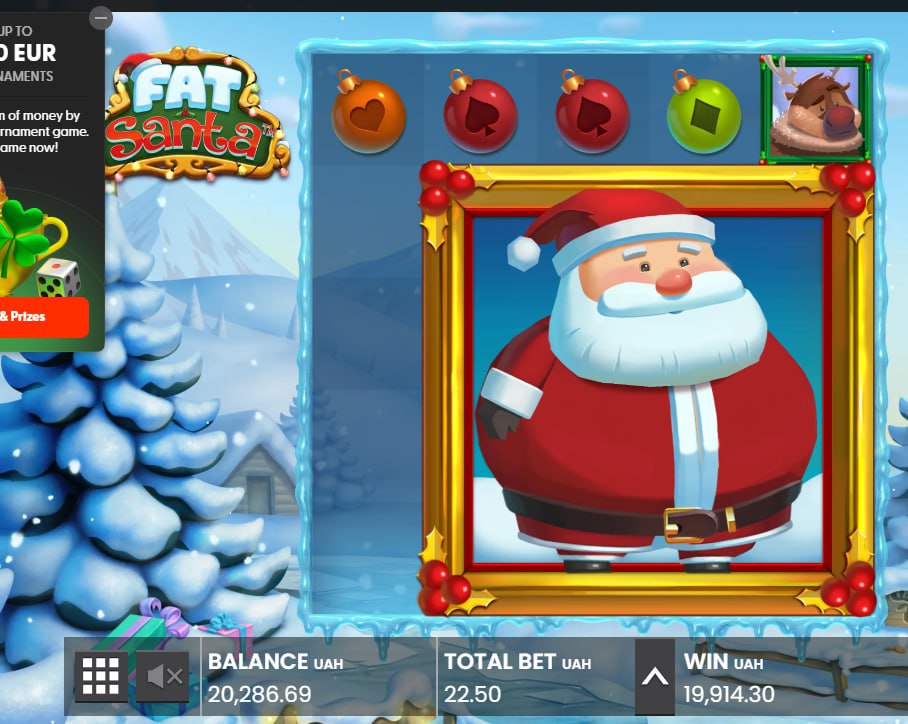 UP TO
0 EUR
NAMENTS
n of money by
rnament game.
ame now!
& Prizes
FAT
Santa
BALANCE UAH
20,286.69
TOTAL BET UAH
22.50
WIN UAH
19,914.30